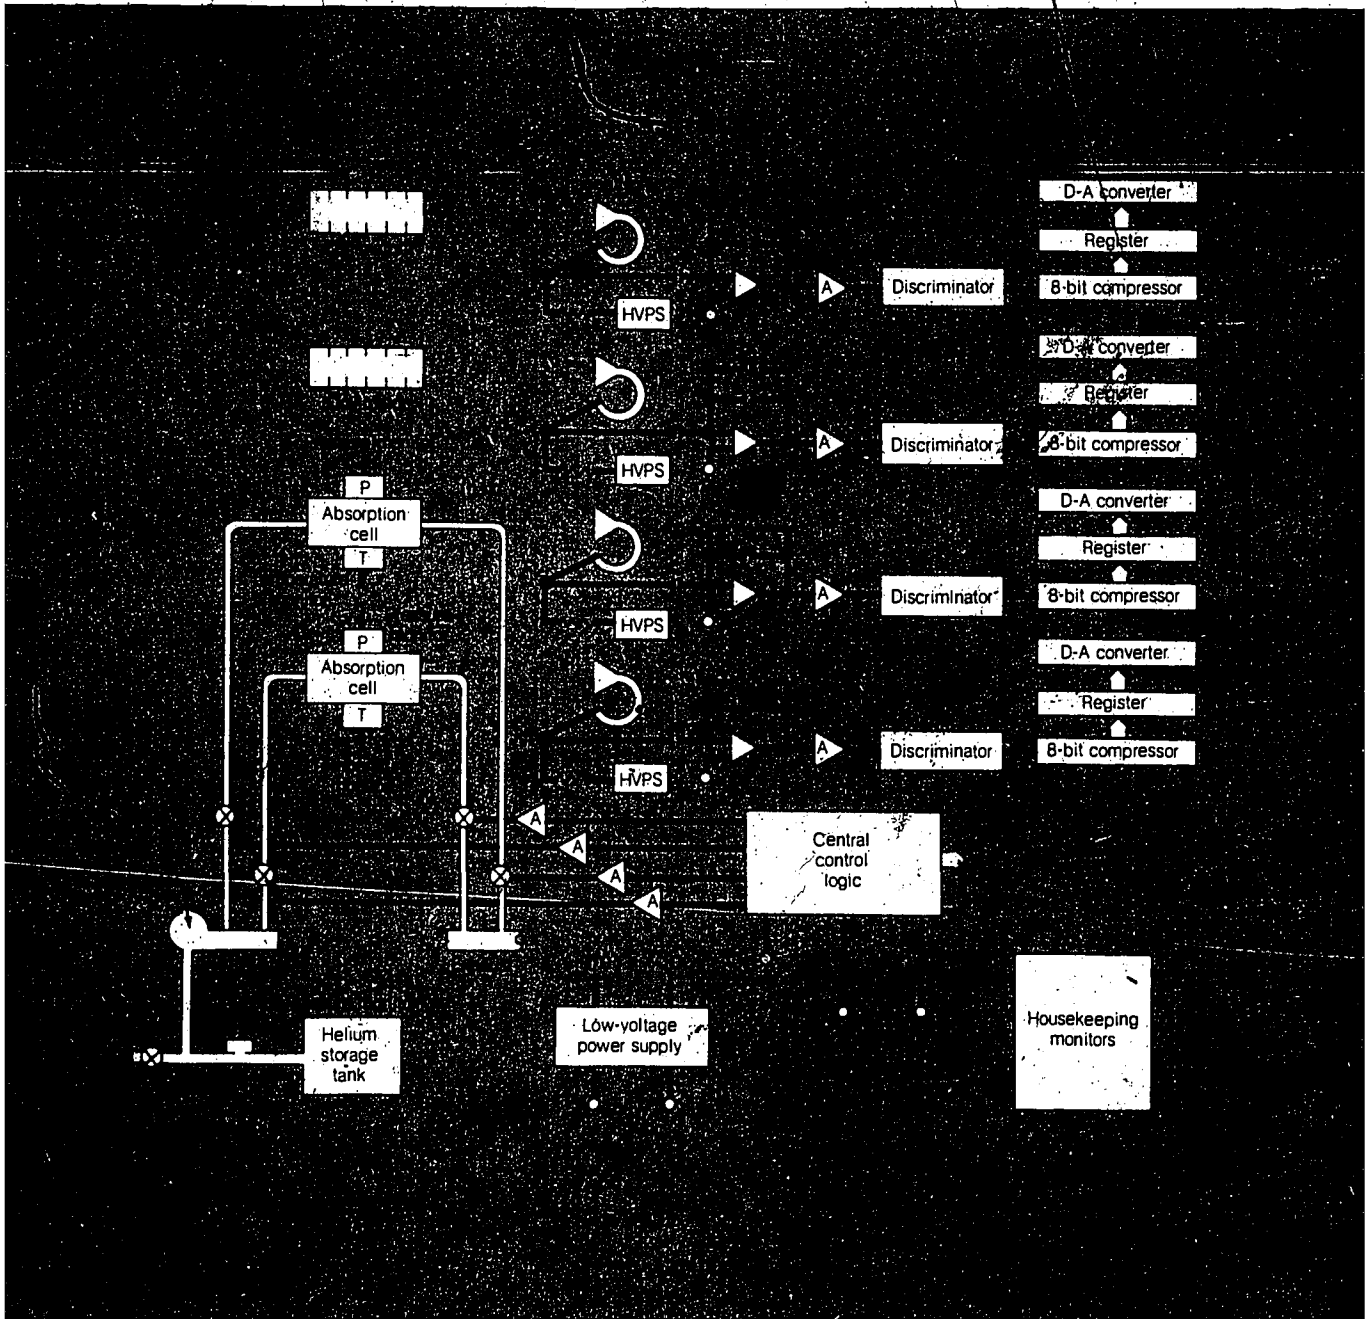 D-A converter
Register
HVPS
A
Discriminator
8-bit compressor
D-A converter
Register
HVPS
A
Discriminator
8-bit compressor
P
Absorption
cell
T
D-A converter
Register
HVPS
A
Discriminator
8-bit compressor
P
Absorption
cell
T
D-A converter
Register
HVPS
A
Discriminator
8-bit compressor
A
A
A
A
Central
control
logic
Helium
storage
tank
Low-voltage
power supply
Housekeeping
monitors